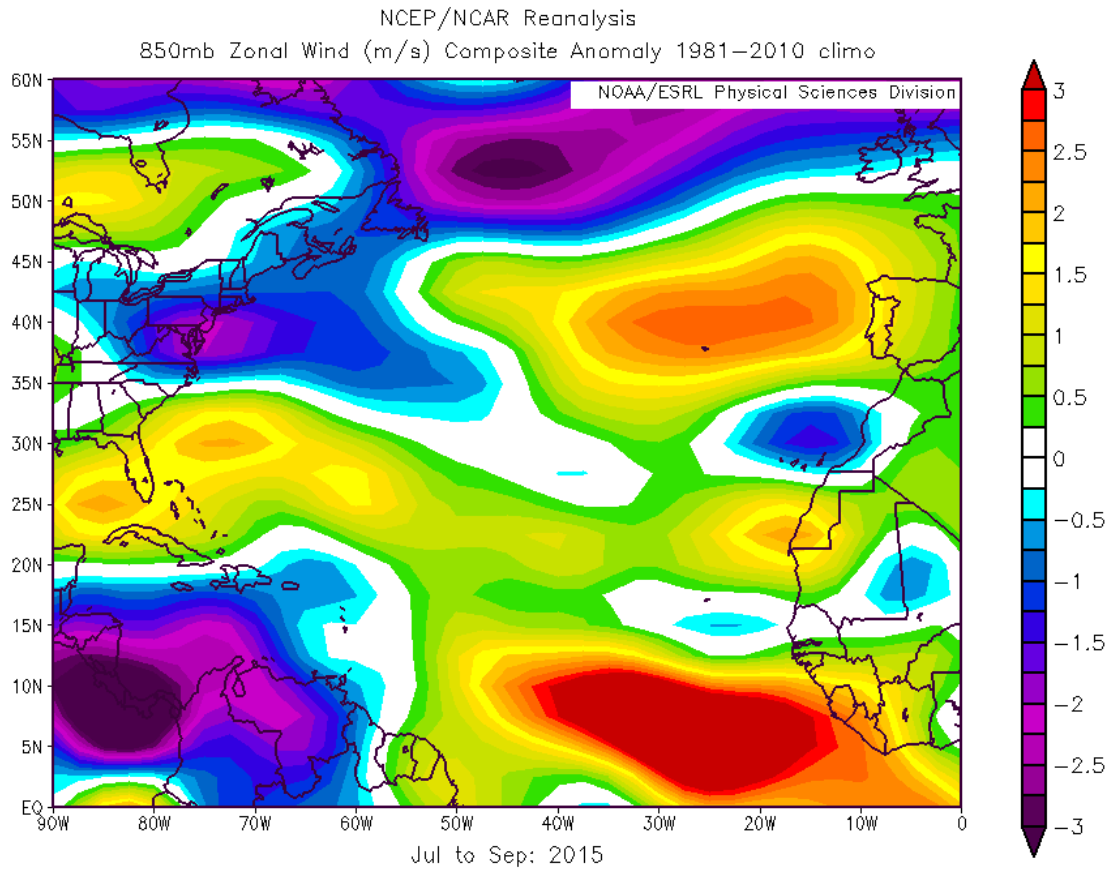 NCEP/NCAR Reanalysis
850mb Zonal Wind (m/s) Composite Anomaly 1981−2010 climo
NOAA/ESRL Physical Sciences Division
60N
55N
50N
45N
40N
35N
30N
25N
20N
15N
10N
5N
EQ
90W 80W 70W 60W 50W 40W 30W 20W 10W 0
3
2.5
2
1.5
1
0.5
0
−0.5
−1
−1.5
−2
−2.5
−3
Jul to Sep: 2015